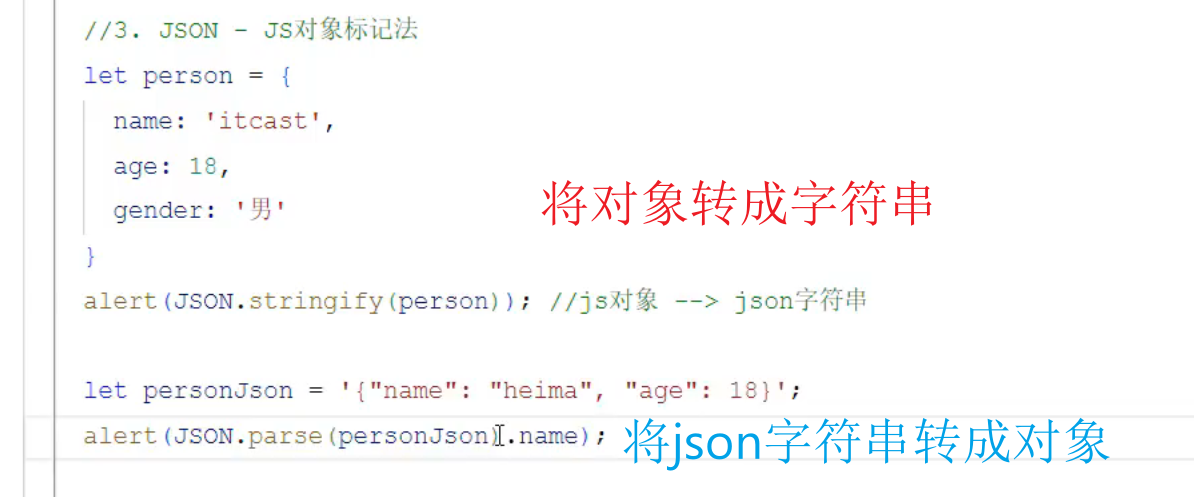 //3. JSON - JS对象标记法
let person = {
name: 'itcast',
age: 18,
将对象转成字符串
gender: '男'
}
alert(JSON.stringify(person)); //js对象 --> json字符串
let personJson = '{"name": "heima", "age": 18}';
alert(JSON.parse(personJson).name);
将json字符串转成对象